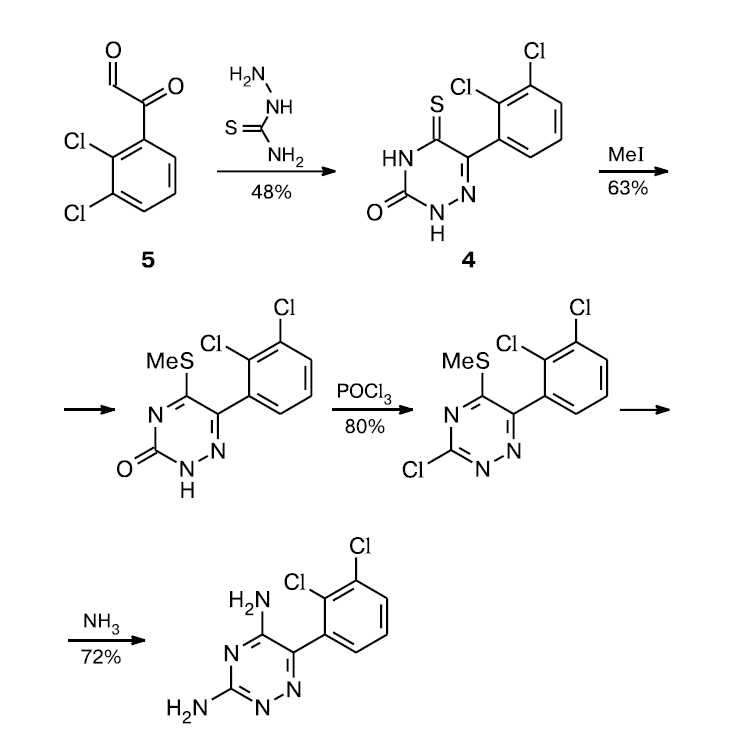 O
O
Cl
Cl
5
H₂N
NH
S
NH₂
48%
Cl
Cl
S
HN
N
O
N
H
4
MeI
63%
Cl
Cl
MeS
N
N
O
N
H
POCl₃
80%
Cl
Cl
MeS
N
N
Cl
N
NH₃
72%
Cl
Cl
H₂N
N
N
H₂N
N